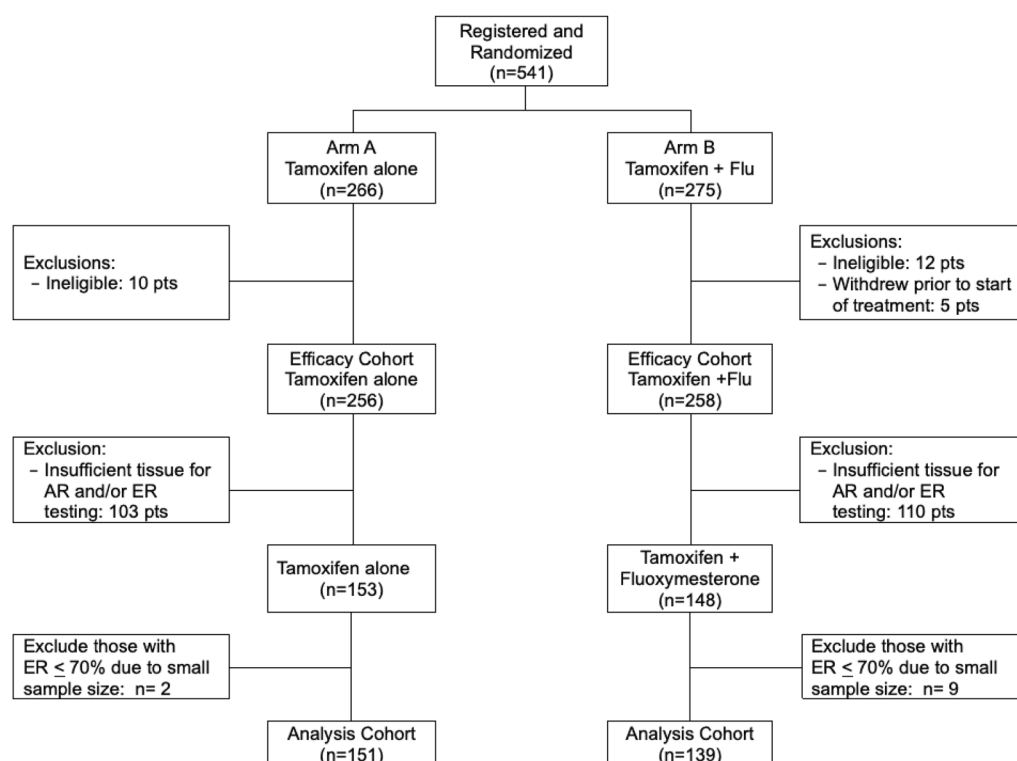 Registered and
Randomized
(n=541)
Arm A
Tamoxifen alone
(n=266)
Arm B
Tamoxifen + Flu
(n=275)
Exclusions:
– Ineligible: 10 pts
Exclusions:
– Ineligible: 12 pts
– Withdrew prior to start
of treatment: 5 pts
Efficacy Cohort
Tamoxifen alone
(n=256)
Efficacy Cohort
Tamoxifen +Flu
(n=258)
Exclusion:
– Insufficient tissue for
AR and/or ER
testing: 103 pts
Exclusion:
– Insufficient tissue for
AR and/or ER
testing: 110 pts
Tamoxifen alone
(n=153)
Tamoxifen +
Fluoxymesterone
(n=148)
Exclude those with
ER ≤ 70% due to small
sample size:  n= 2
Exclude those with
ER ≤ 70% due to small
sample size:  n= 9
Analysis Cohort
(n=151)
Analysis Cohort
(n=139)